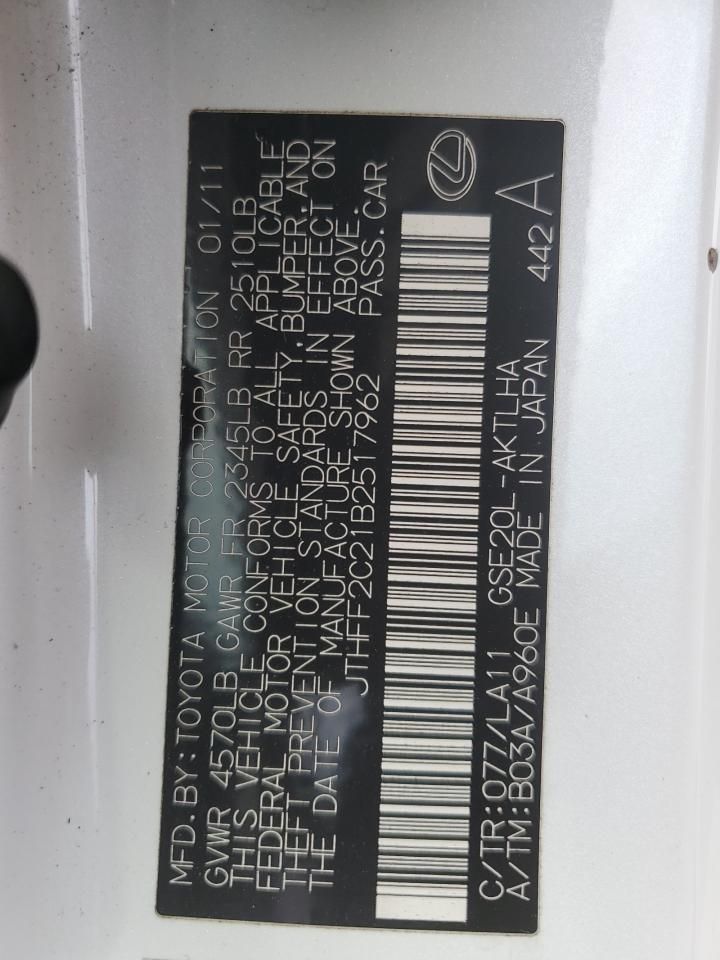 MFD.BY:TOYOTA MOTOR CORPORATION 01/11
GVWR 4570LB GAWR FR 2345LB RR 2510LB
THIS VEHICLE CONFORMS TO ALL APPLICABLE
FEDERAL MOTOR VEHICLE SAFETY,BUMPER,AND
THEFT PREVENTION STANDARDS IN EFFECT ON
THE DATE OF MANUFACTURE SHOWN ABOVE.
JTHFF2C21B2517962 PASS.CAR
C/TR:077/LA11 GSE20L-AKTLHA
A/TM:B03A/A960E MADE IN JAPAN 442 A